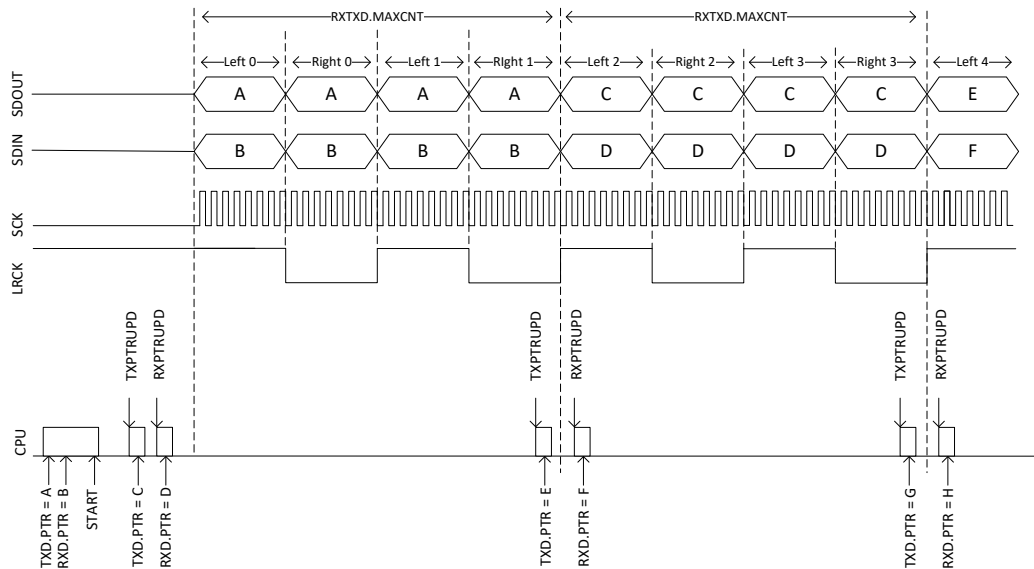 RXTXD.MAXCNT
RXTXD.MAXCNT
Left 0
Right 0
Left 1
RIght 1
Left 2
Right 2
Left 3
Right 3
Left 4
SDOUT
A
A
A
A
C
C
C
C
E
SDIN
B
B
B
B
D
D
D
D
F
SCK
LRCK
TXPTRUPD
RXPTRUPD
TXPTRUPD
RXPTRUPD
TXPTRUPD
RXPTRUPD
CPU
TXD.PTR = A
RXD.PTR = B
START
TXD.PTR = C
RXD.PTR = D
TXD.PTR = E
RXD.PTR = F
TXD.PTR = G
RXD.PTR = H